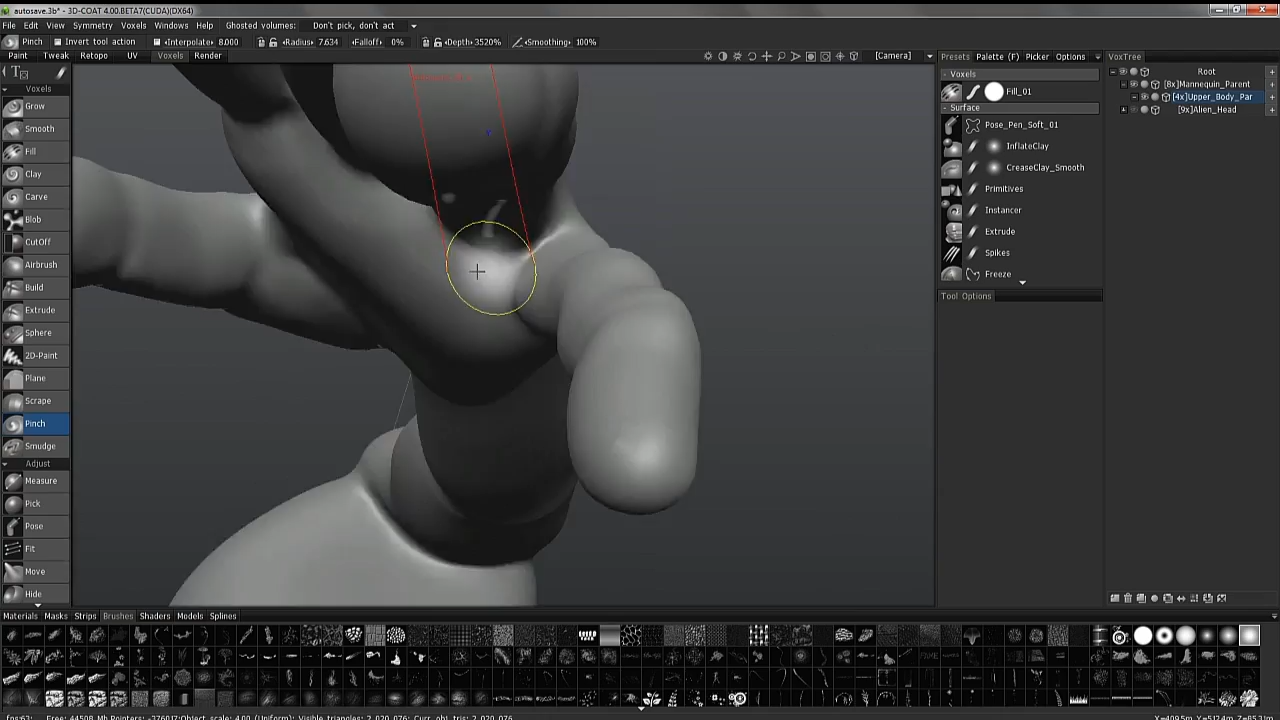 autosave.3b* - 3D-COAT 4.00.BETA7(CUDA)(DX64)
File Edit View Symmetry Voxels Windows Help Ghosted volumes: Don't pick, don't act
Pinch Invert tool action Interpolate 8.000 Radius 7.634 Falloff 0% Depth 3520% Smoothing 100%
Paint Tweak Retopo UV Voxels Render [Camera] Presets Palette (F) Picker Options VoxTree
Voxels
Grow
Smooth
Fill
Clay
Carve
Blob
CutOff
Airbrush
Build
Extrude
Sphere
2D-Paint
Plane
Scrape
Pinch
Smudge
Adjust
Measure
Pick
Pose
Fit
Move
Hide
Voxels
Fill_01
Surface
Pose_Pen_Soft_01
InflateClay
CreaseClay_Smooth
Primitives
Instancer
Extrude
Spikes
Freeze
Tool Options
Root
[8x]Mannequin_Parent
[4x]Upper_Body_Par
[9x]Alien_Head
Materials Masks Strips Brushes Shaders Models Splines